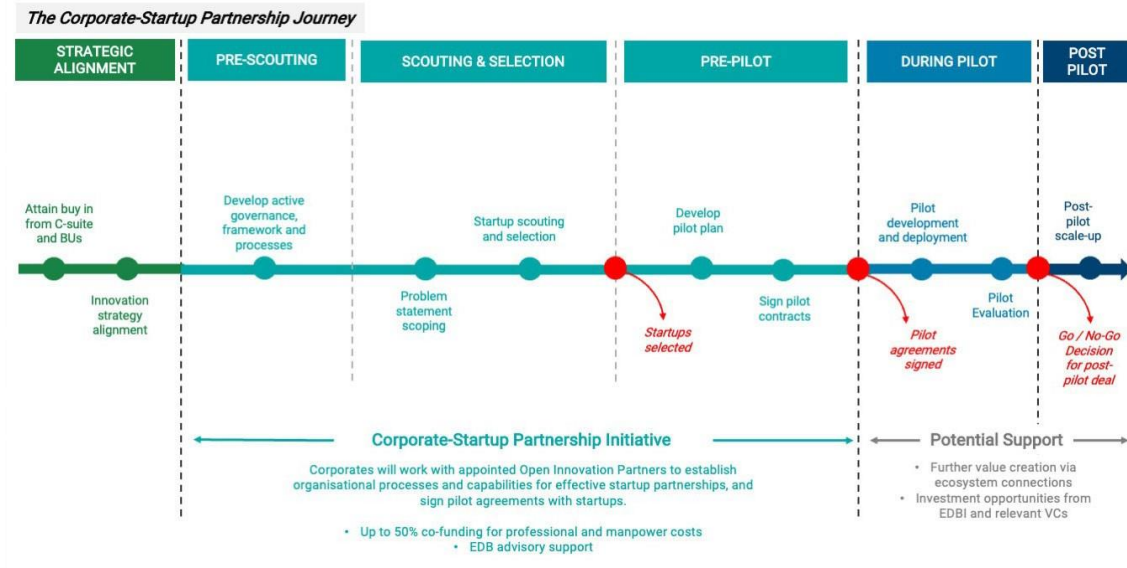 The Corporate-Startup Partnership Journey
STRATEGIC
ALIGNMENT
PRE-SCOUTING
SCOUTING & SELECTION
PRE-PILOT
DURING PILOT
POST
PILOT
Attain buy in
from C-suite
and BUs
Innovation
strategy
alignment
Develop active
governance,
framework and
processes
Problem
statement
scoping
Startup scouting
and selection
Startups
selected
Develop
pilot plan
Sign pilot
contracts
Pilot
agreements
signed
Pilot
development
and deployment
Pilot
Evaluation
Go / No-Go
Decision
for post-
pilot deal
Post-
pilot
scale-up
Corporate-Startup Partnership Initiative
Corporates will work with appointed Open Innovation Partners to establish
organisational processes and capabilities for effective startup partnerships, and
sign pilot agreements with startups.
• Up to 50% co-funding for professional and manpower costs
• EDB advisory support
Potential Support
• Further value creation via
ecosystem connections
• Investment opportunities from
EDBI and relevant VCs